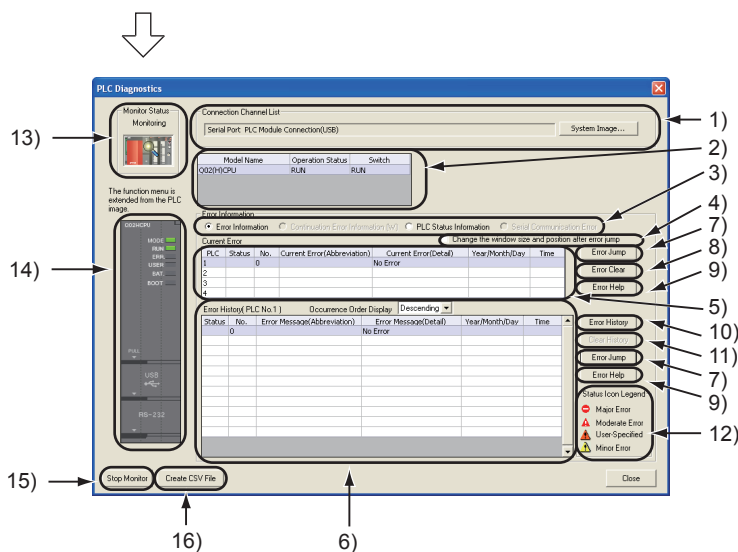 PLC Diagnostics
Monitor Status
Monitoring
Connection Channel List
Serial Port PLC Module Connection(USB)
System Image...
Model Name Operation Status Switch
Q02(H)CPU RUN RUN
The function menu is
extended from the PLC
image.
Q02HCPU
MODE
RUN
ERR.
USER
BAT.
BOOT
PULL
USB
RS-232
Error Information
Error Information Continuation Error Information (W) PLC Status Information Serial Communication Error
Current Error Change the window size and position after error jump
PLC Status No. Current Error(Abbreviation) Current Error(Detail) Year/Month/Day Time
1 0 No Error
2
3
4
Error Jump
Error Clear
Error Help
Error History( PLC No.1 ) Occurrence Order Display Descending
Status No. Error Message(Abbreviation) Error Message(Detail) Year/Month/Day Time
0 No Error
Error History
Clear History
Error Jump
Error Help
Status Icon Legend
Major Error
Moderate Error
User-Specified
Minor Error
Stop Monitor
Create CSV File
Close
1)
2)
3)
4)
7)
8)
9)
5)
10)
11)
7)
9)
12)
13)
14)
15)
16)
6)